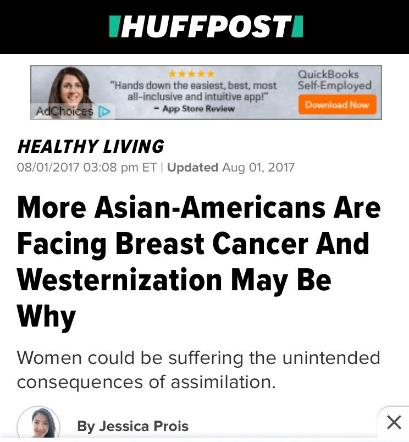 HUFFPOST
★★★★★
"Hands down the easiest, best, most
all-inclusive and intuitive app!"
- App Store Review
QuickBooks
Self-Employed
Download Now
AdChoices
HEALTHY LIVING
08/01/2017 03:08 pm ET | Updated Aug 01, 2017
More Asian-Americans Are
Facing Breast Cancer And
Westernization May Be
Why
Women could be suffering the unintended
consequences of assimilation.
By Jessica Prois